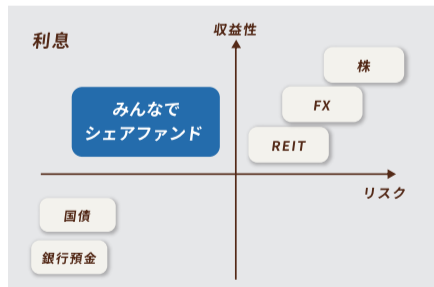 利息
収益性
株
みんなで
シェアファンド
FX
REIT
リスク
国債
銀行預金